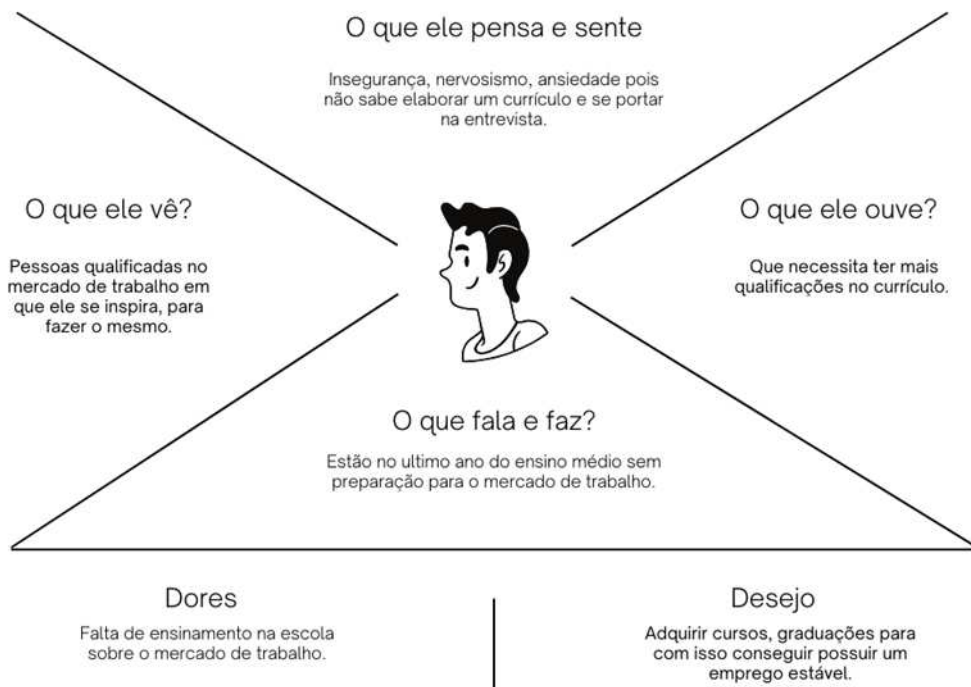 O que ele pensa e sente
Insegurança, nervosismo, ansiedade pois
não sabe elaborar um currículo e se portar
na entrevista.
O que ele vê?
Pessoas qualificadas no
mercado de trabalho em
que ele se inspira, para
fazer o mesmo.
O que ele ouve?
Que necessita ter mais
qualificações no currículo.
O que fala e faz?
Estão no ultimo ano do ensino médio sem
preparação para o mercado de trabalho.
Dores
Falta de ensinamento na escola
sobre o mercado de trabalho.
Desejo
Adquirir cursos, graduações para
com isso conseguir possuir um
emprego estável.